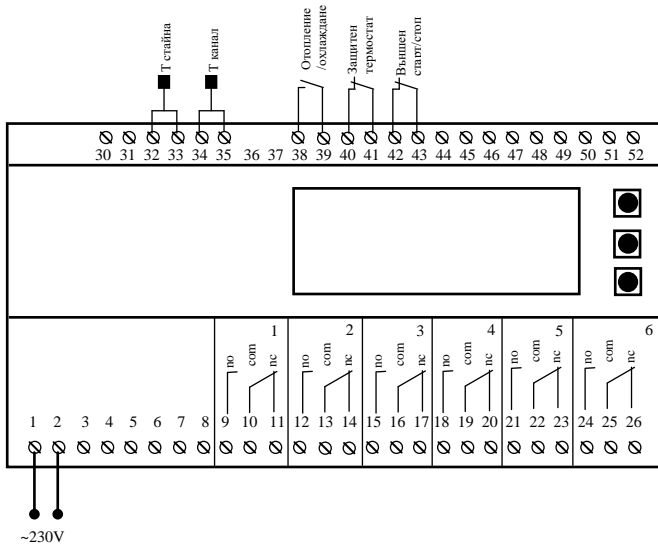 Т стайна
Т канал
Отопление
/охлаждане
Защитен
термостат
Външен
старт/стоп
30 31 32 33 34 35 36 37 38 39 40 41 42 43 44 45 46 47 48 49 50 51 52
1 2 3 4 5 6
no com nc no com nc no com nc no com nc no com nc no com nc
1 2 3 4 5 6 7 8 9 10 11 12 13 14 15 16 17 18 19 20 21 22 23 24 25 26
~230V